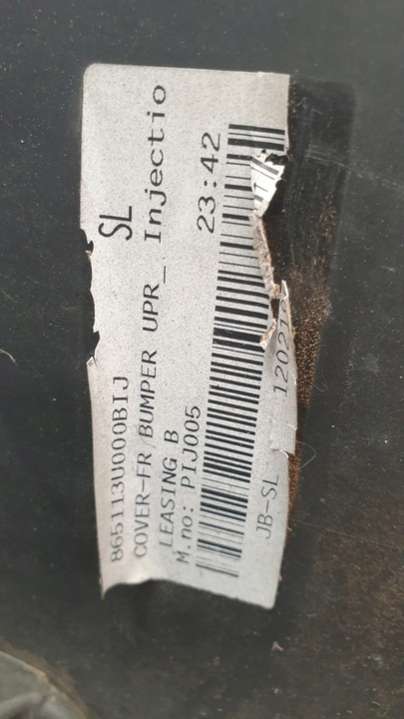 SL
865113U000BIJ
COVER-FR BUMPER UPR_ Injectio
LEASING B
M.no: PIJ005
23:42
JB-SL